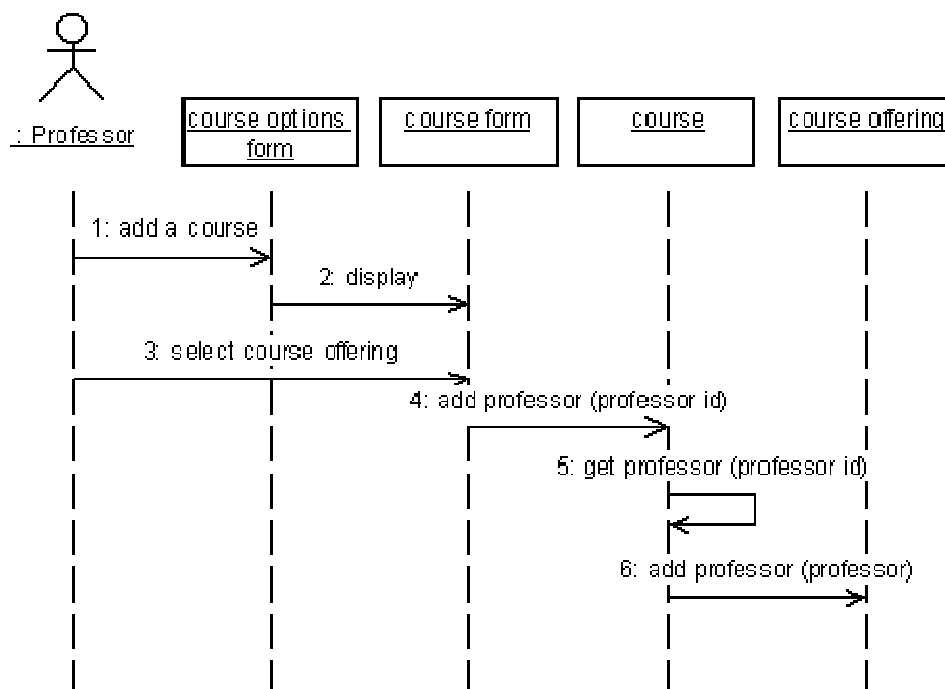 : Professor
course options
form
course form
course
course offering
1: add a course
2: display
3: select course offering
4: add professor (professor id)
5: get professor (professor id)
6: add professor (professor)